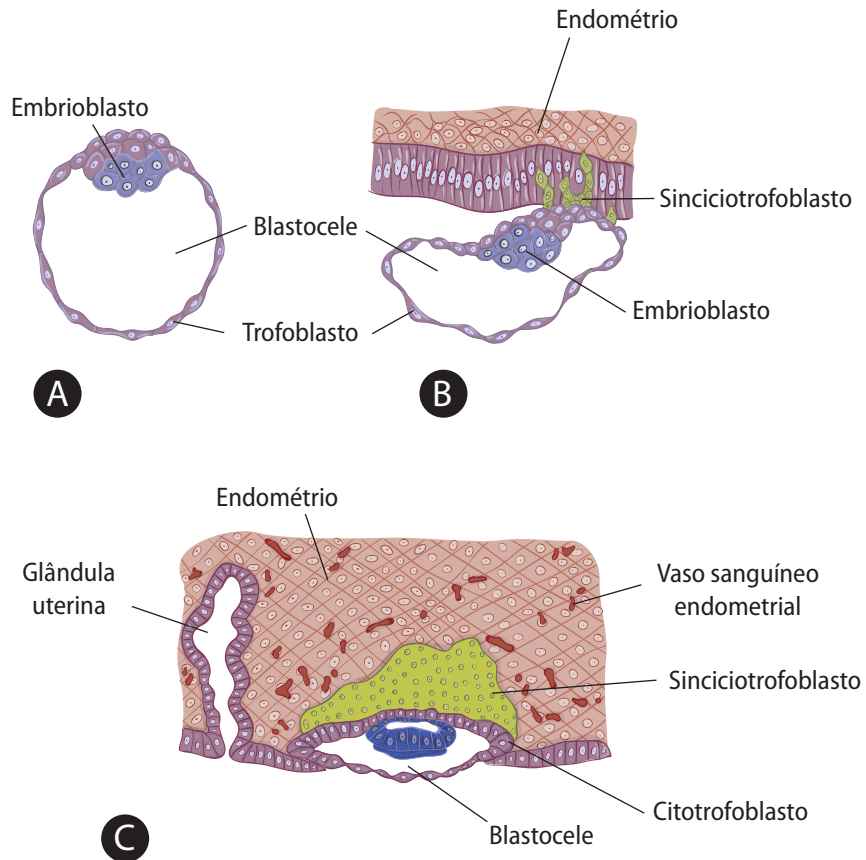 Endométrio
Embrioblasto
Sinciciotrofoblasto
Blastocele
Embrioblasto
Trofoblasto
A
B
Endométrio
Glândula
uterina
Vaso sanguíneo
endometrial
Sinciciotrofoblasto
Citotrofoblasto
Blastocele
C